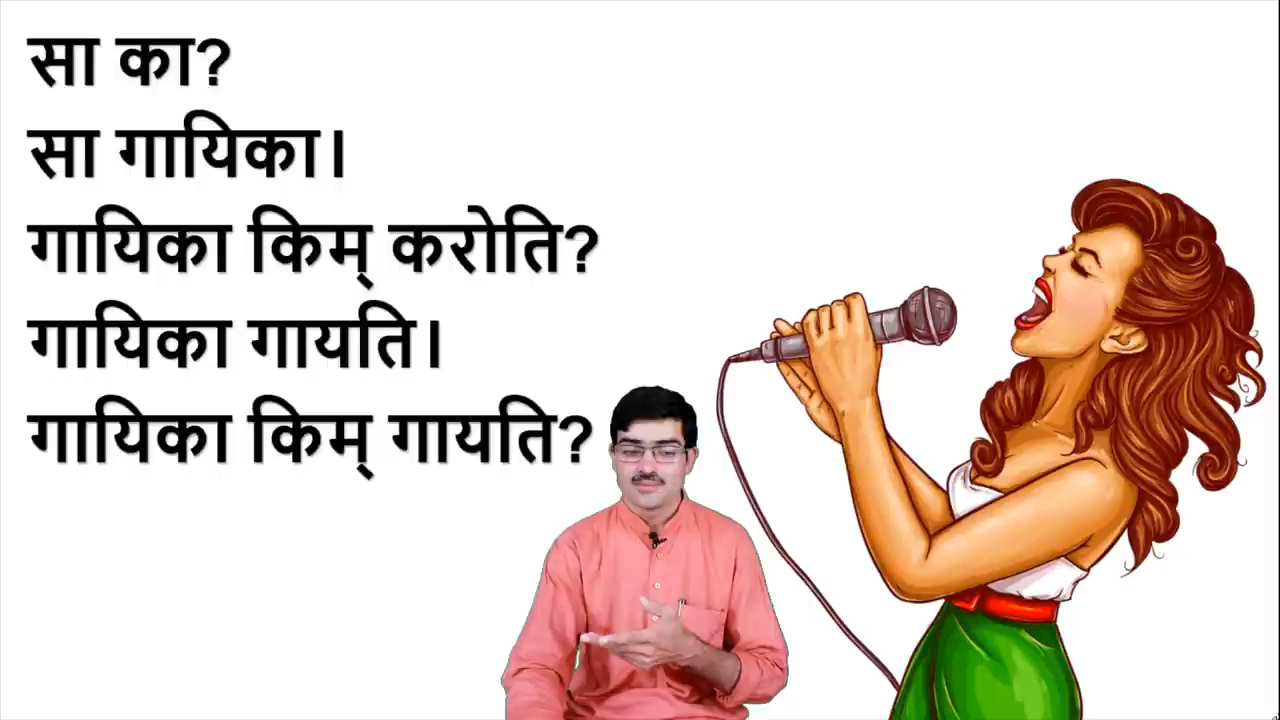 सा का?
सा गायिका।
गायिका किम् करोति?
गायिका गायति।
गायिका किम् गायति?